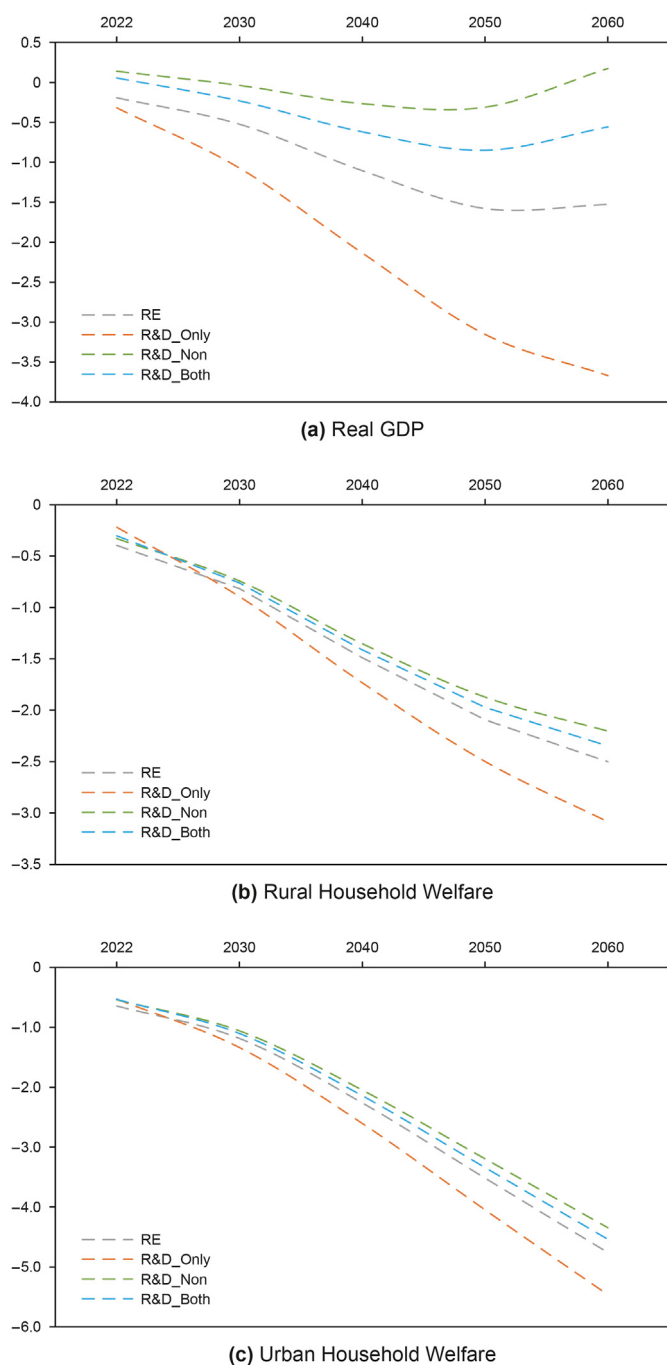 2022 2030 2040 2050 2060
0.5
0
–0.5
–1.0
–1.5
–2.0
–2.5
–3.0
–3.5
–4.0
RE
R&D_Only
R&D_Non
R&D_Both
(a) Real GDP
2022 2030 2040 2050 2060
0
–0.5
–1.0
–1.5
–2.0
–2.5
–3.0
–3.5
RE
R&D_Only
R&D_Non
R&D_Both
(b) Rural Household Welfare
2022 2030 2040 2050 2060
0
–1.0
–2.0
–3.0
–4.0
–5.0
–6.0
RE
R&D_Only
R&D_Non
R&D_Both
(c) Urban Household Welfare